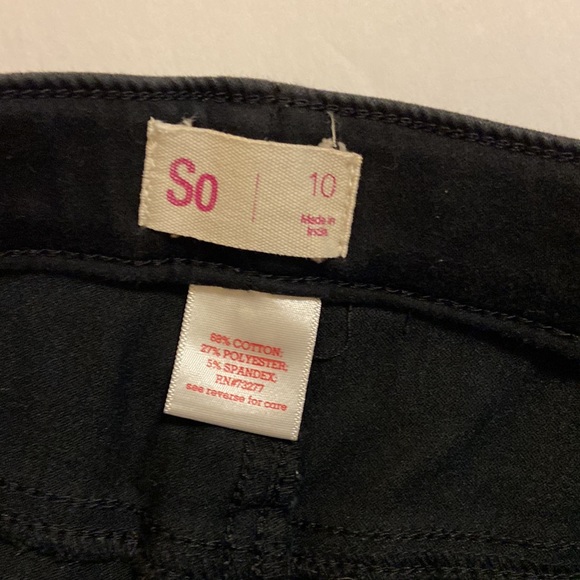 So
10
Made in
India
68% COTTON;
27% POLYESTER;
5% SPANDEX;
RN#73277
see reverse for care